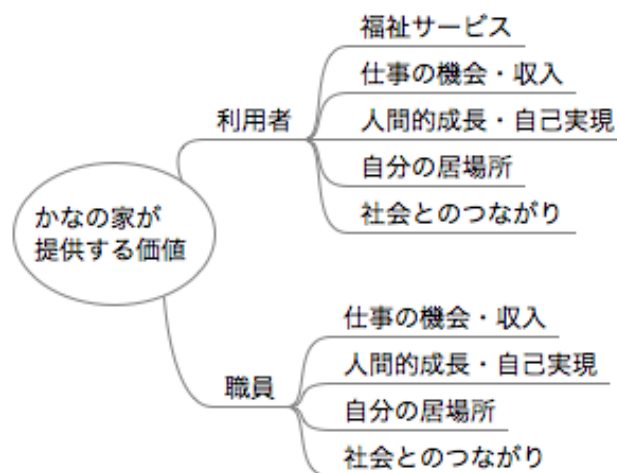 かなの家が
提供する価値
利用者
福祉サービス
仕事の機会・収入
人間的成長・自己実現
自分の居場所
社会とのつながり
職員
仕事の機会・収入
人間的成長・自己実現
自分の居場所
社会とのつながり